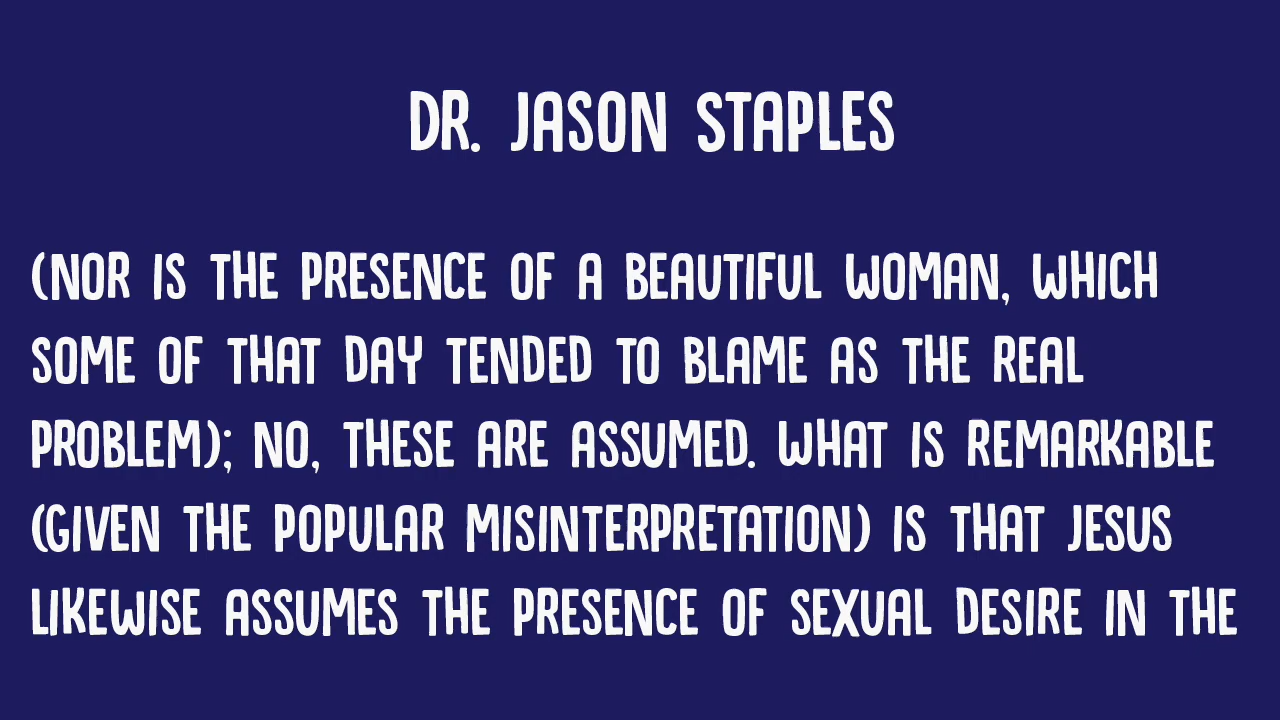 DR. JASON STAPLES
(NOR IS THE PRESENCE OF A BEAUTIFUL WOMAN, WHICH
SOME OF THAT DAY TENDED TO BLAME AS THE REAL
PROBLEM); NO, THESE ARE ASSUMED. WHAT IS REMARKABLE
(GIVEN THE POPULAR MISINTERPRETATION) IS THAT JESUS
LIKEWISE ASSUMES THE PRESENCE OF SEXUAL DESIRE IN THE